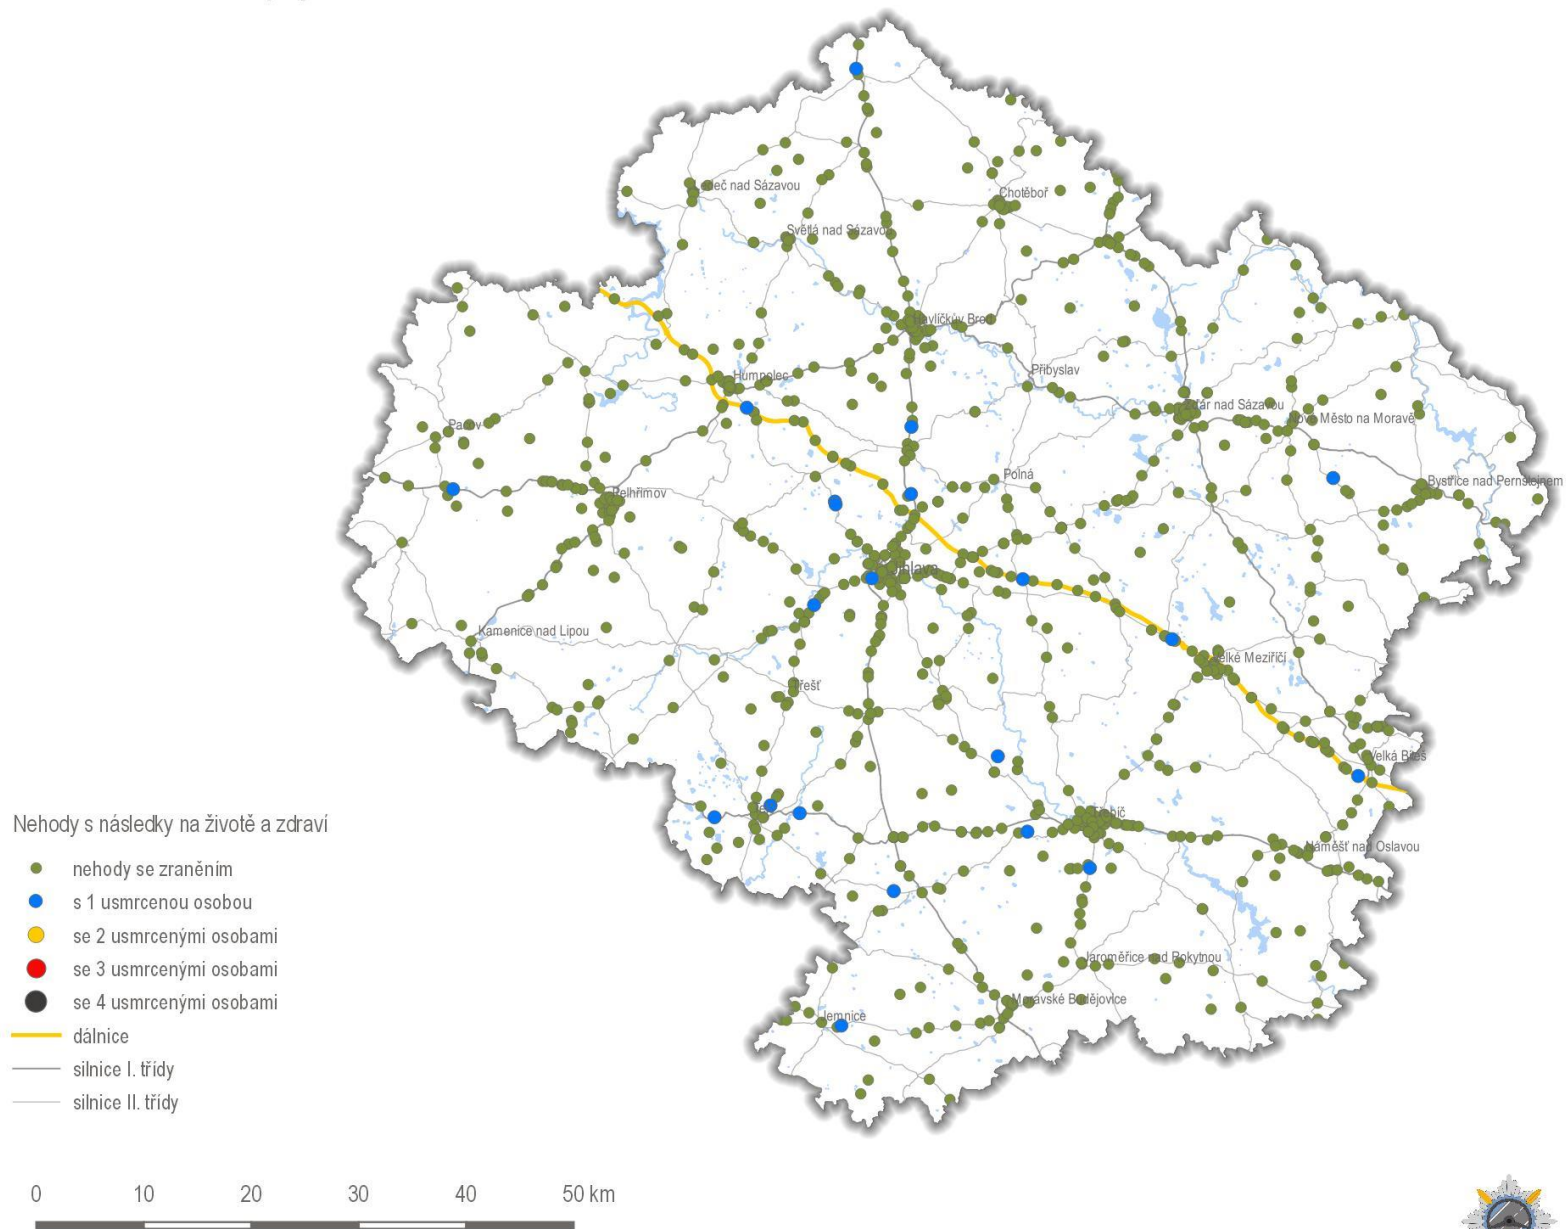 Ledeč nad Sázavou
Chotěboř
Světlá nad Sázavou
Havlíčkův Brod
Humpolec
Přibyslav
Žďár nad Sázavou
Nové Město na Moravě
Pacov
Polná
Bystřice nad Pernštejnem
Pelhřimov
Jihlava
Kamenice nad Lipou
Velké Meziříčí
Třešť
Velká Bíteš
Telč
Třebíč
Náměšť nad Oslavou
Jaroměřice nad Rokytnou
Moravské Budějovice
Jemnice
Nehody s následky na životě a zdraví
nehody se zraněním
s 1 usmrcenou osobou
se 2 usmrcenými osobami
se 3 usmrcenými osobami
se 4 usmrcenými osobami
dálnice
silnice I. třídy
silnice II. třídy
0 10 20 30 40 50 km